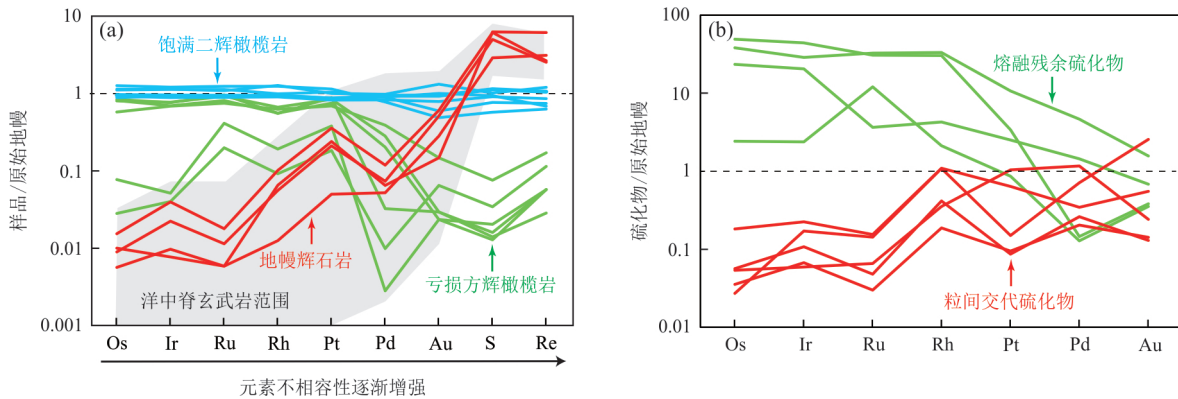 (a)
饱满二辉橄榄岩
地幔辉石岩
亏损方辉橄榄岩
洋中脊玄武岩范围
样品/原始地幔
10
1
0.1
0.01
0.001
Os Ir Ru Rh Pt Pd Au S Re
元素不相容性逐渐增强
(b)
熔融残余硫化物
粒间交代硫化物
硫化物/原始地幔
100
10
1
0.1
0.01
Os Ir Ru Rh Pt Pd Au